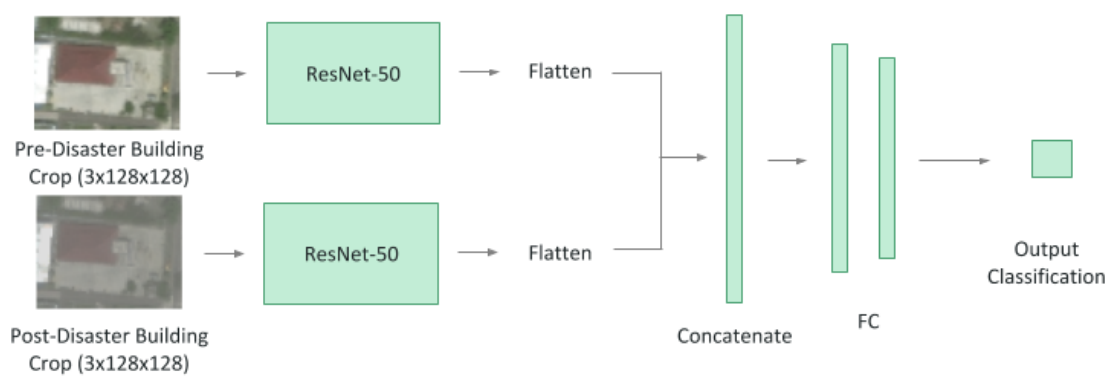 ResNet-50
Flatten
Pre-Disaster Building
Crop (3x128x128)
ResNet-50
Flatten
Post-Disaster Building
Crop (3x128x128)
Concatenate
FC
Output
Classification